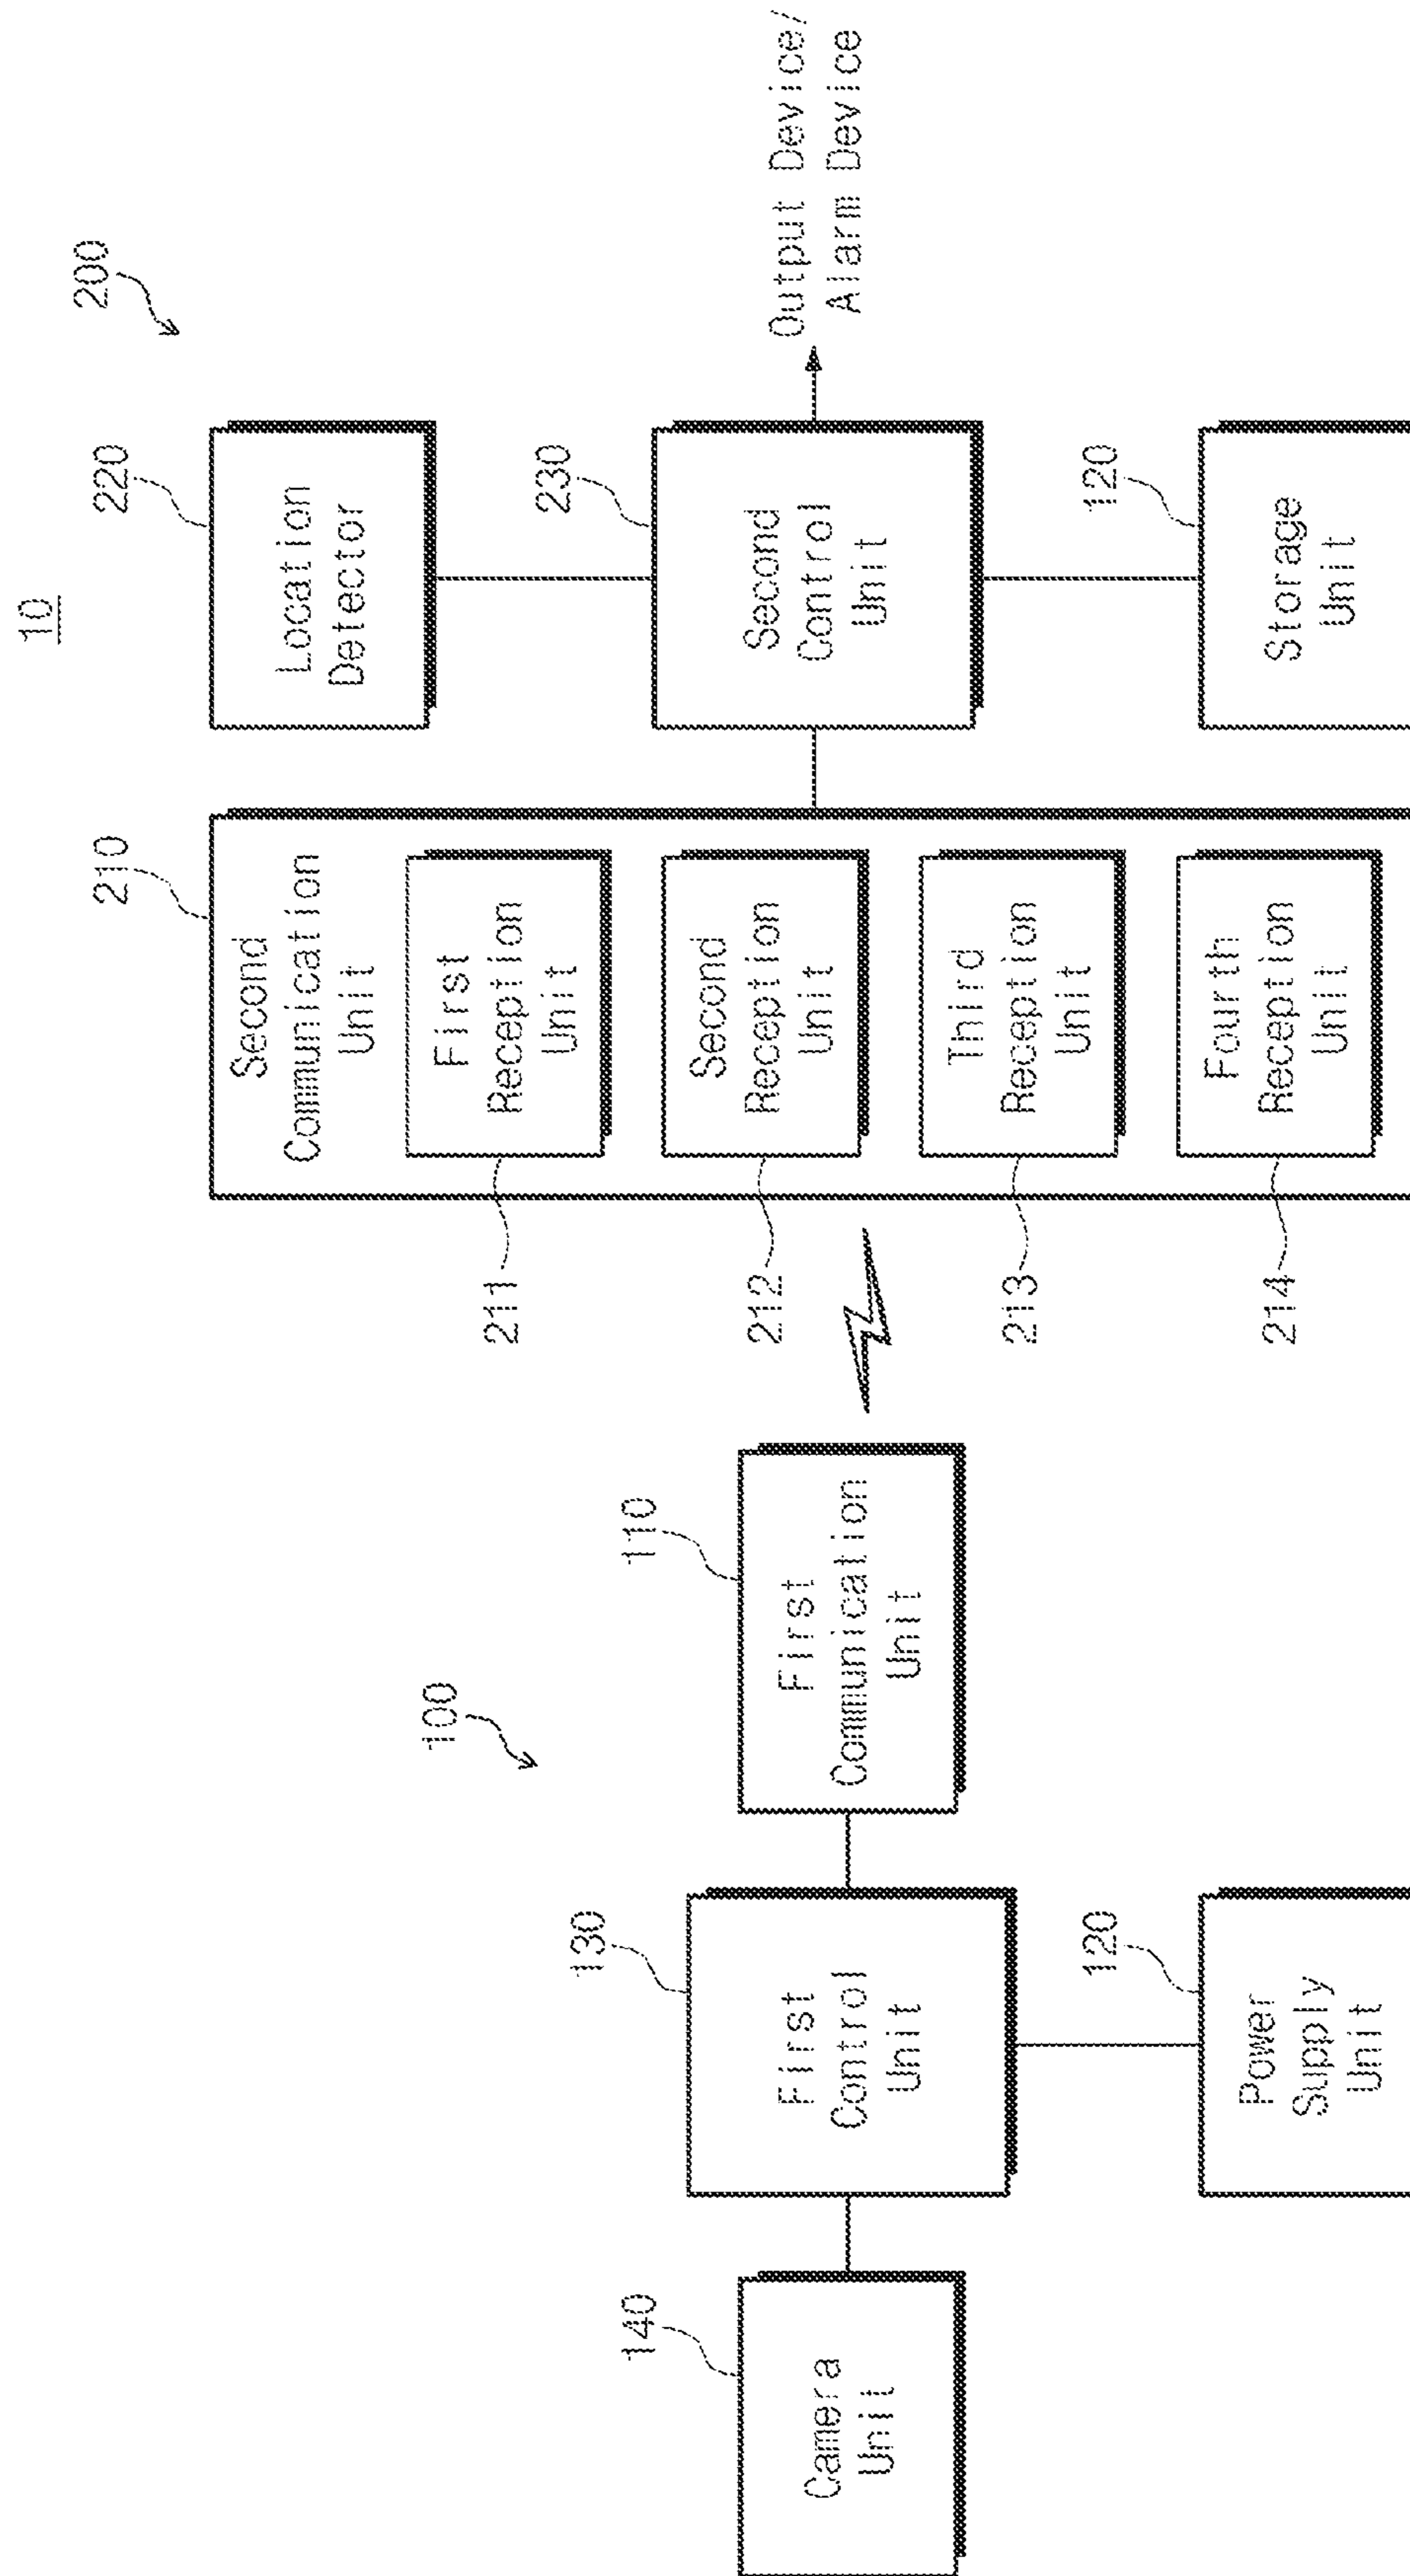 10
100
200
140
Camera
Unit
130
First
Control
Unit
120
Power
Supply
Unit
110
First
Communication
Unit
210
Second
Communication
Unit
211
First
Reception
Unit
212
Second
Reception
Unit
213
Third
Reception
Unit
214
Fourth
Reception
Unit
220
Location
Detector
230
Second
Control
Unit
120
Storage
Unit
Output Device/
Alarm Device